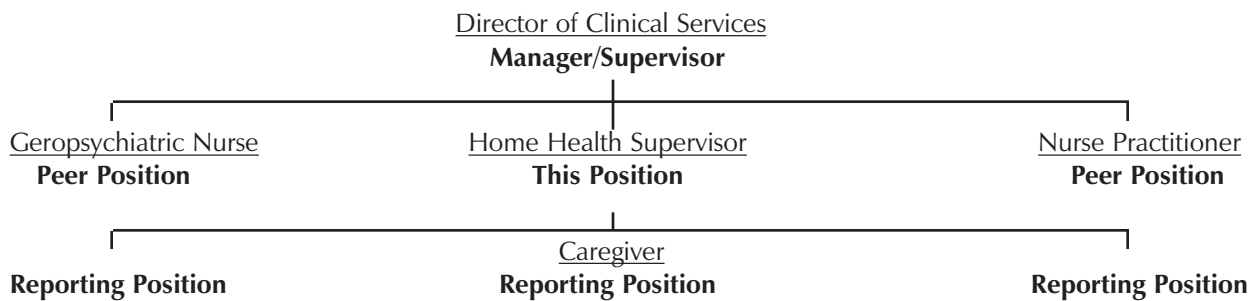 Director of Clinical Services
Manager/Supervisor
Geropsychiatric Nurse Home Health Supervisor Nurse Practitioner
Peer Position This Position Peer Position
Caregiver
Reporting Position Reporting Position Reporting Position